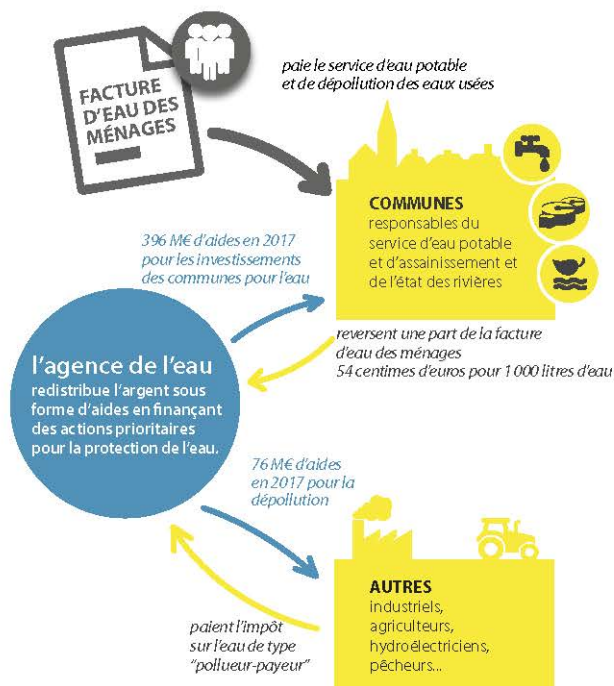 FACTURE
D'EAU DES
MÉNAGES
paie le service d'eau potable
et de dépollution des eaux usées
COMMUNES
responsables du
service d'eau potable
et d'assainissement et
de l'état des rivières
396 M€ d'aides en 2017
pour les investissements
des communes pour l'eau
reversent une part de la facture
d'eau des ménages
54 centimes d'euros pour 1 000 litres d'eau
l'agence de l'eau
redistribue l'argent sous
forme d'aides en finançant
des actions prioritaires
pour la protection de l'eau.
76 M€ d'aides
en 2017 pour la
dépollution
paient l'impôt
sur l'eau de type
"pollueur-payeur"
AUTRES
industriels,
agriculteurs,
hydroélectriciens,
pêcheurs...